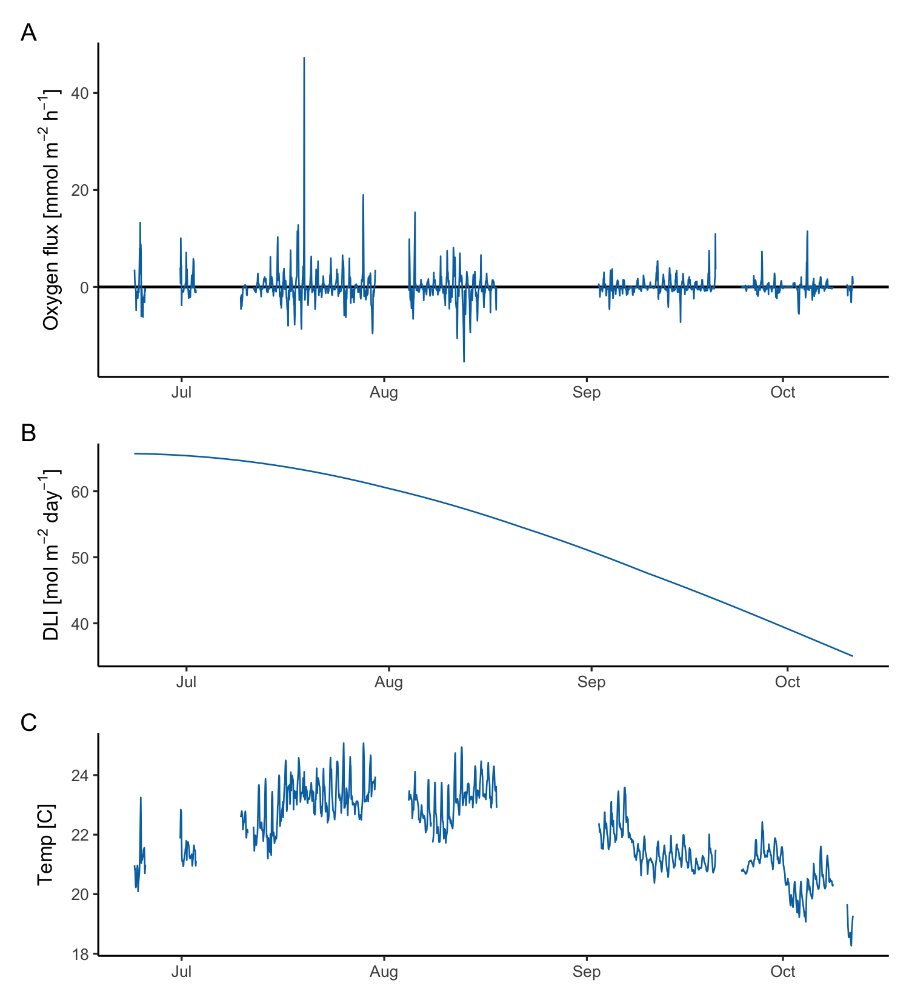 A
Oxygen flux [mmol m⁻² h⁻¹]
40
20
0
Jul Aug Sep Oct
B
DLI [mol m⁻² day⁻¹]
60
50
40
Jul Aug Sep Oct
C
Temp [C]
24
22
20
18
Jul Aug Sep Oct